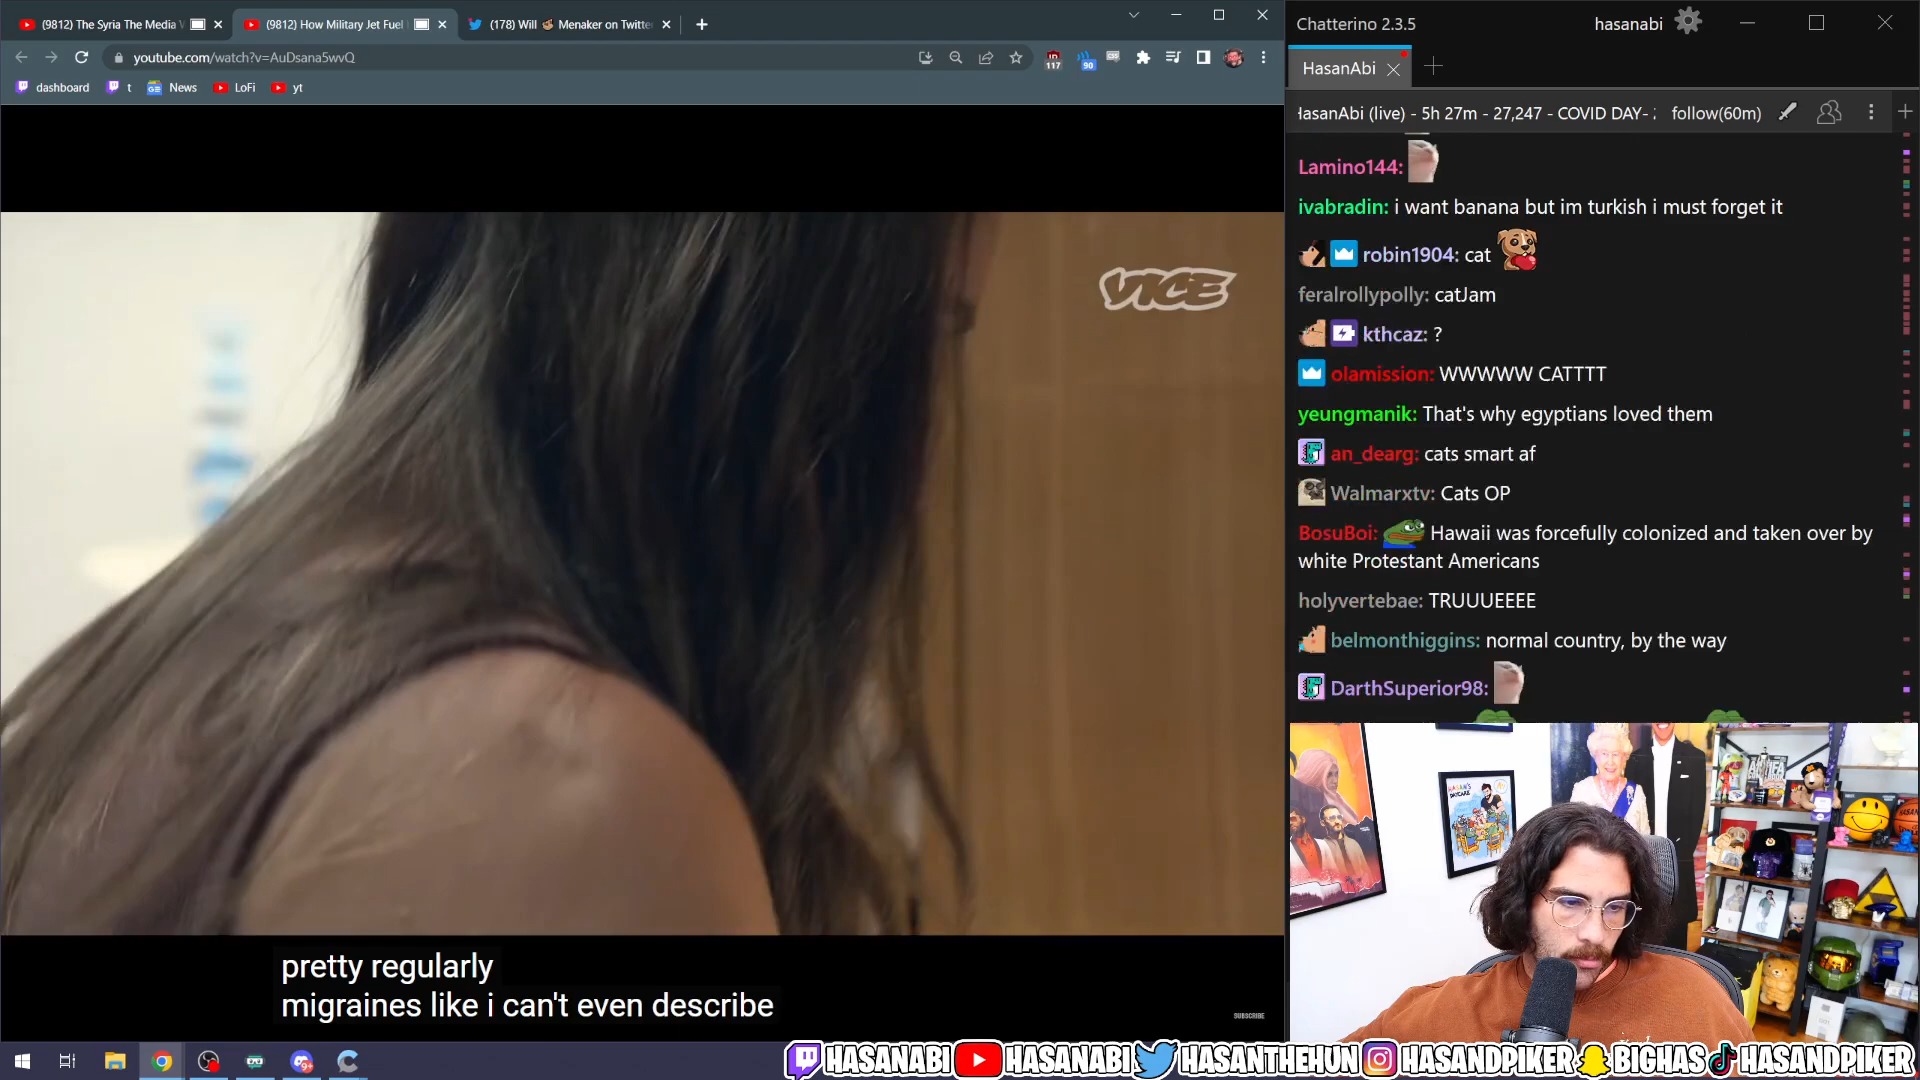 (9812) The Syria The Media
(9812) How Military Jet Fuel
(178) Will Menaker on Twitte
youtube.com/watch?v=AuDsana5wvQ
117
90
dashboard
t
News
LoFi
yt
VICE
pretty regularly
migraines like i can't even describe
SUBSCRIBE
Chatterino 2.3.5
hasanabi
HasanAbi
HasanAbi (live) - 5h 27m - 27,247 - COVID DAY-
follow(60m)
Lamino144:
ivabradin: i want banana but im turkish i must forget it
robin1904: cat
feralrollypolly: catJam
kthcaz: ?
olamission: WWWWW CATTTT
yeungmanik: That's why egyptians loved them
an_dearg: cats smart af
Walmarxtv: Cats OP
BosuBoi: Hawaii was forcefully colonized and taken over by
white Protestant Americans
holyvertebae: TRUUUEEEE
belmonthiggins: normal country, by the way
DarthSuperior98:
HASANABI HASANABI HASANTHEHUN HASANDPIKER BIGHAS HASANDPIKER